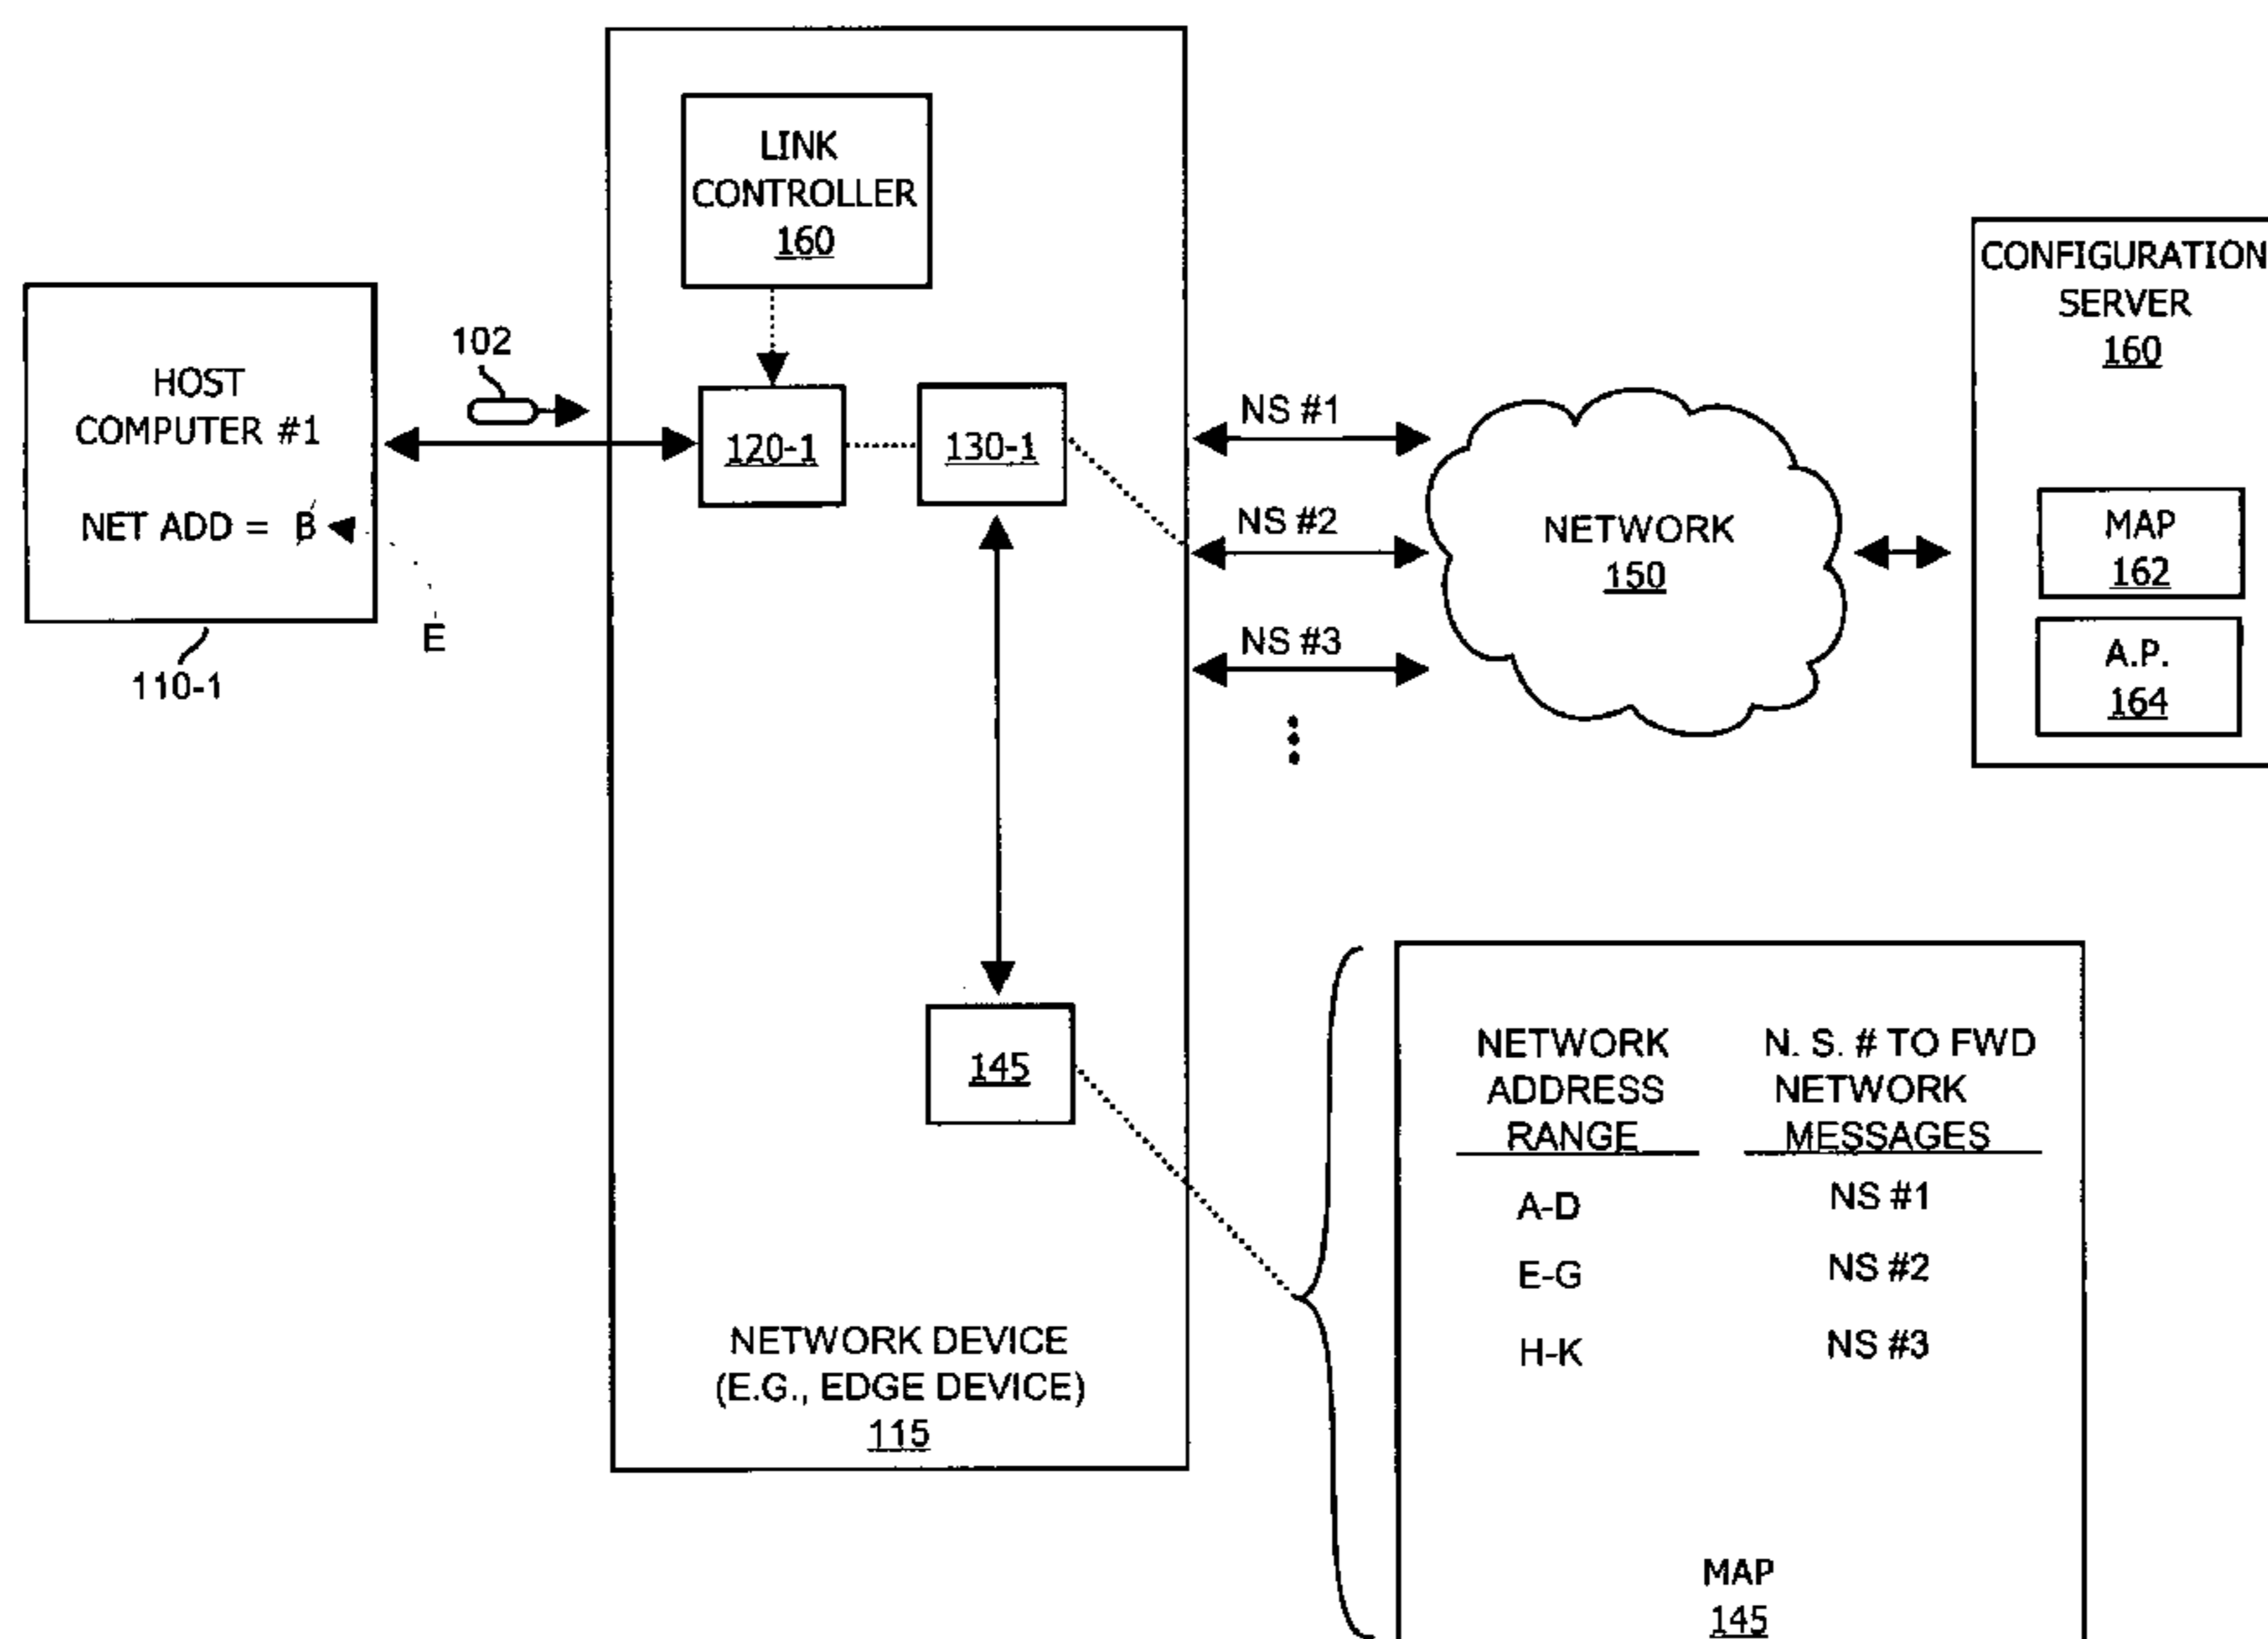 LINK
CONTROLLER
160
HOST
COMPUTER #1
NET ADD = B
E
110-1
102
120-1
130-1
145
NETWORK DEVICE
(E.G., EDGE DEVICE)
115
NS #1
NS #2
NS #3
NETWORK
150
CONFIGURATION
SERVER
160
MAP
162
A.P.
164
NETWORK
ADDRESS
RANGE
N. S. # TO FWD
NETWORK
MESSAGES
A-D
NS #1
E-G
NS #2
H-K
NS #3
MAP
145